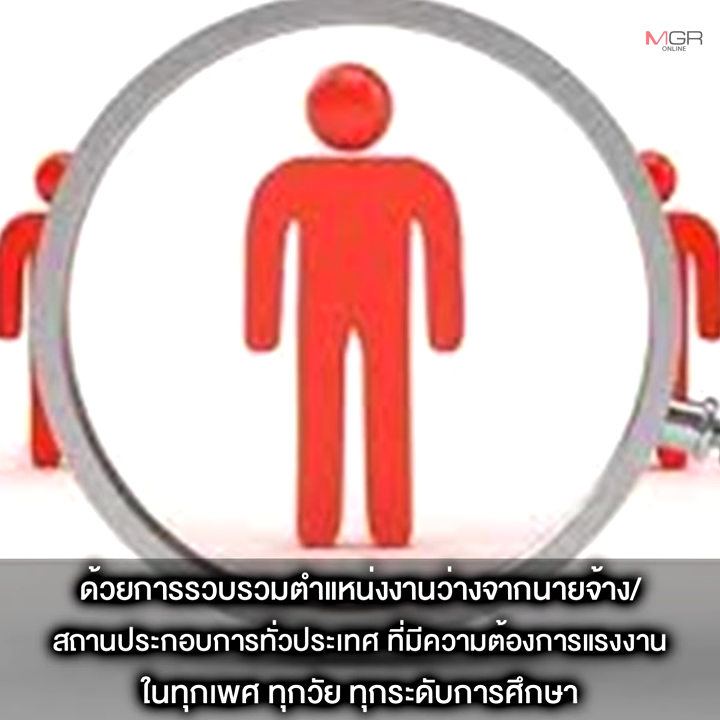 MGR
ONLINE
ด้วยการรวบรวมตำแหน่งงานว่างจากนายจ้าง/
สถานประกอบการทั่วประเทศ ที่มีความต้องการแรงงาน
ในทุกเพศ ทุกวัย ทุกระดับการศึกษา